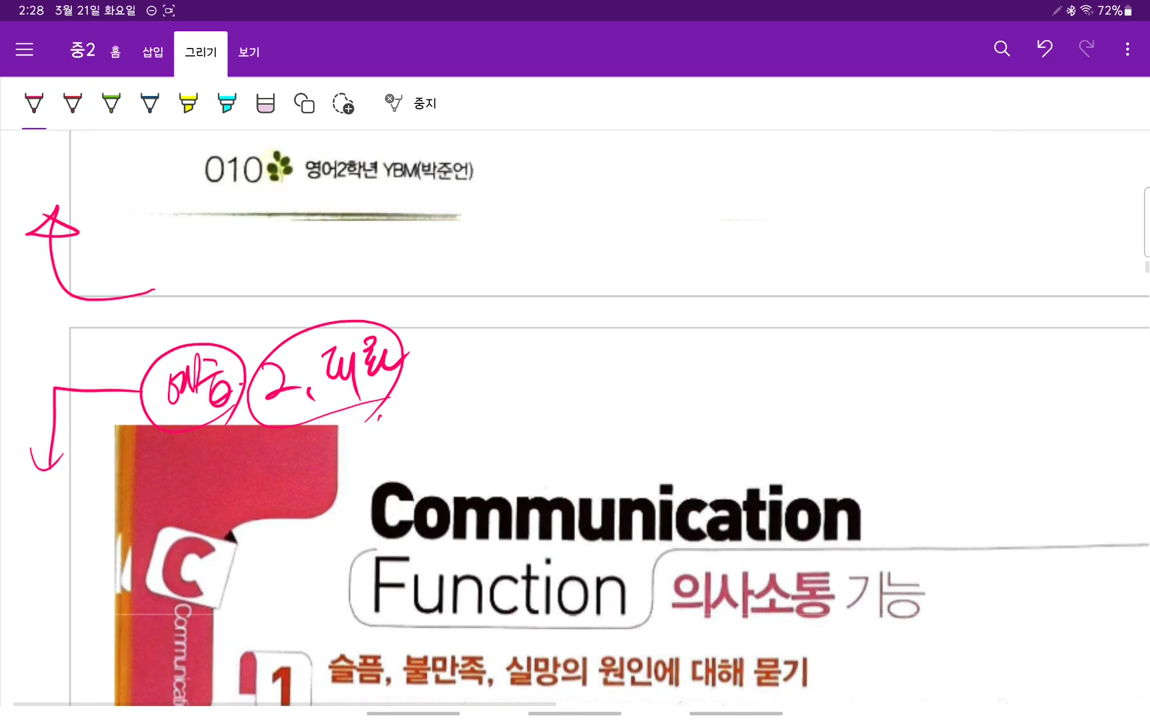 2:28 3월 21일 화요일 72%
중2 홈 삽입 그리기 보기
중지
010 영어2학년 YBM(박준언)
2.
Communication
Function 의사소통 기능
C
Communicati
1 슬픔, 불만족, 실망의 원인에 대해 묻기